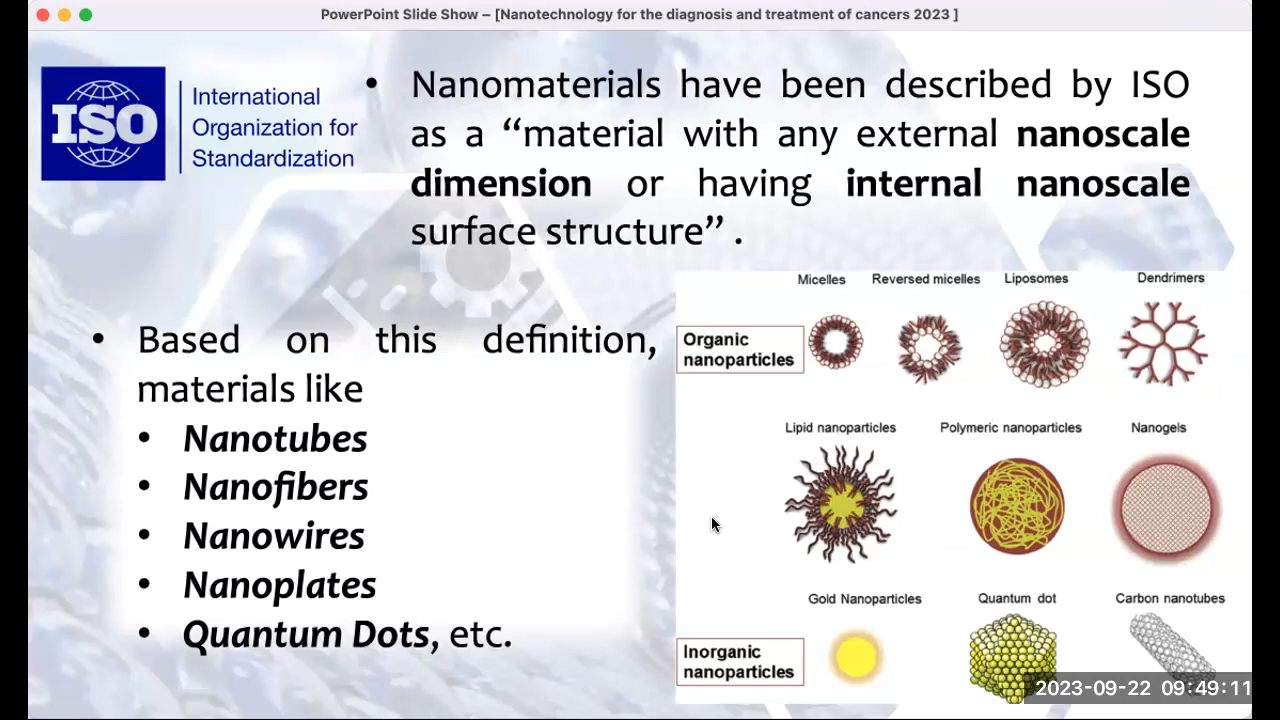 PowerPoint Slide Show – [Nanotechnology for the diagnosis and treatment of cancers 2023 ]
ISO
International
Organization for
Standardization
• Nanomaterials have been described by ISO
as a “material with any external nanoscale
dimension or having internal nanoscale
surface structure” .
• Based on this definition,
materials like
• Nanotubes
• Nanofibers
• Nanowires
• Nanoplates
• Quantum Dots, etc.
Micelles Reversed micelles Liposomes Dendrimers
Organic
nanoparticles
Lipid nanoparticles Polymeric nanoparticles Nanogels
Gold Nanoparticles Quantum dot Carbon nanotubes
Inorganic
nanoparticles
2023-09-22 09:49:11